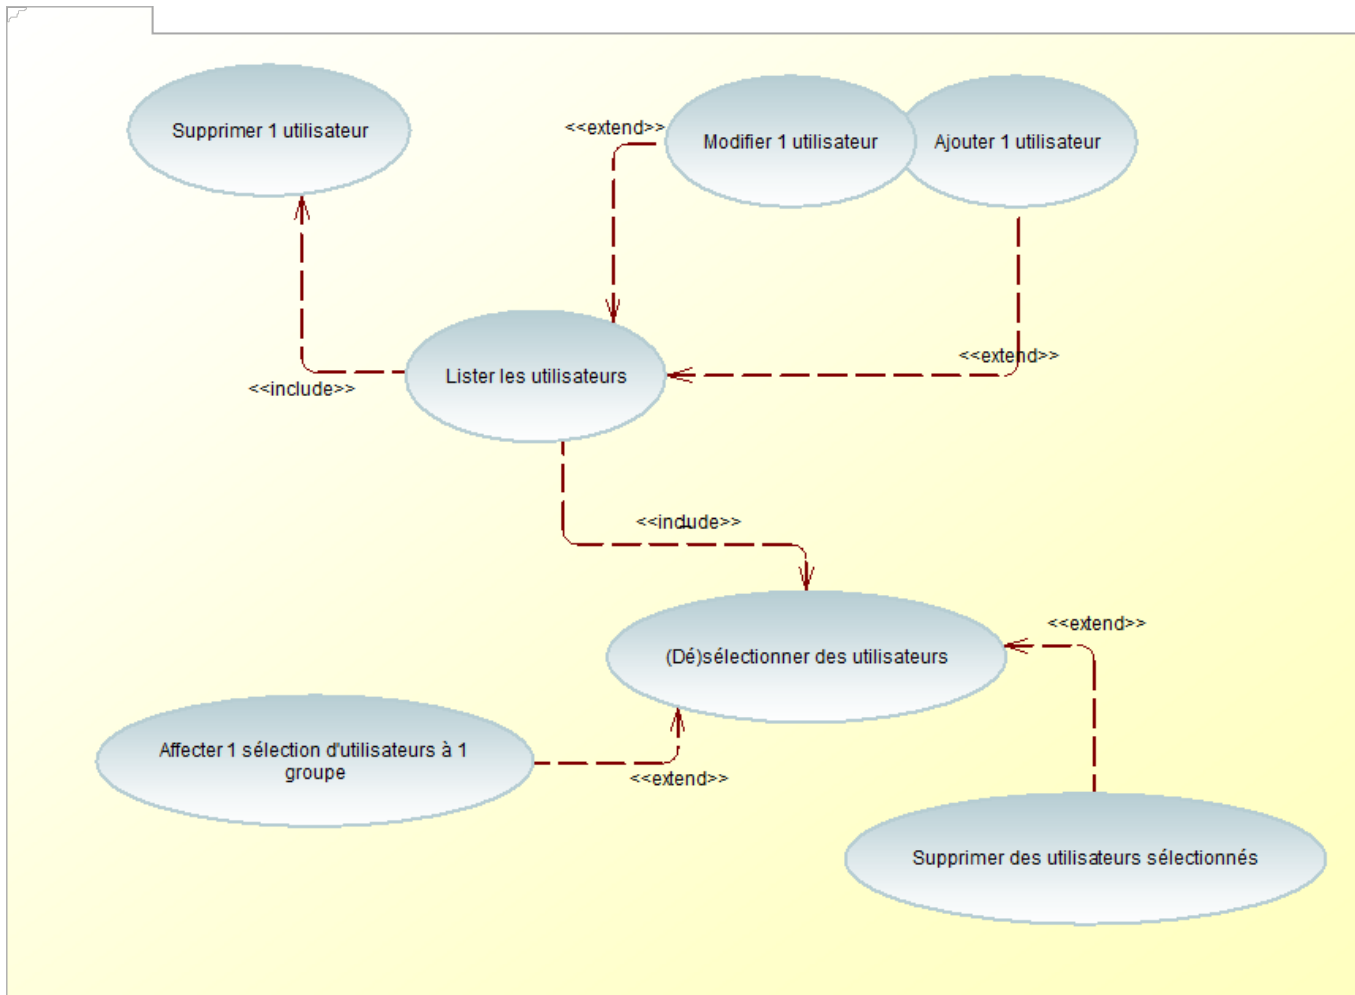 Supprimer 1 utilisateur
<<extend>>
Modifier 1 utilisateur
Ajouter 1 utilisateur
<<extend>>
Lister les utilisateurs
<<include>>
<<include>>
<<extend>>
(Dé)sélectionner des utilisateurs
Affecter 1 sélection d'utilisateurs à 1
groupe
<<extend>>
Supprimer des utilisateurs sélectionnés